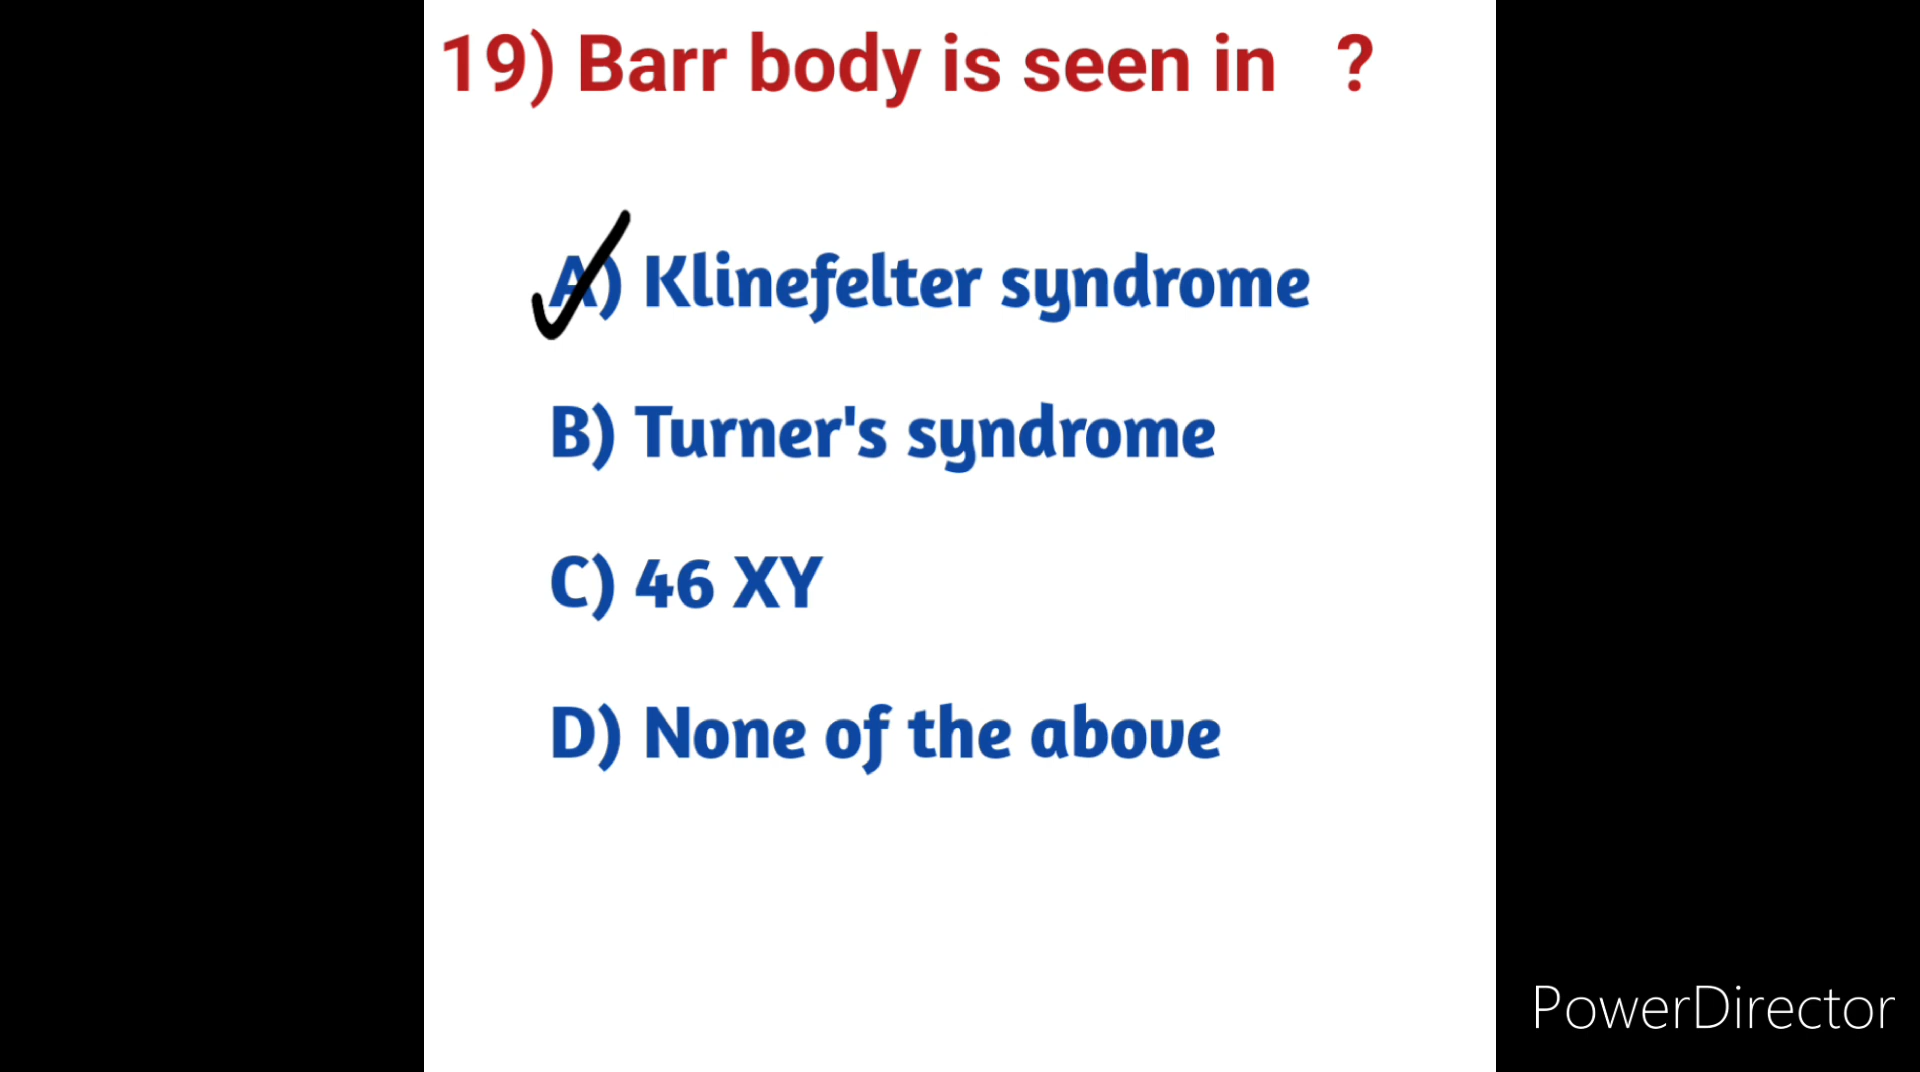 19) Barr body is seen in ?
A) Klinefelter syndrome
B) Turner's syndrome
C) 46 XY
D) None of the above
PowerDirector